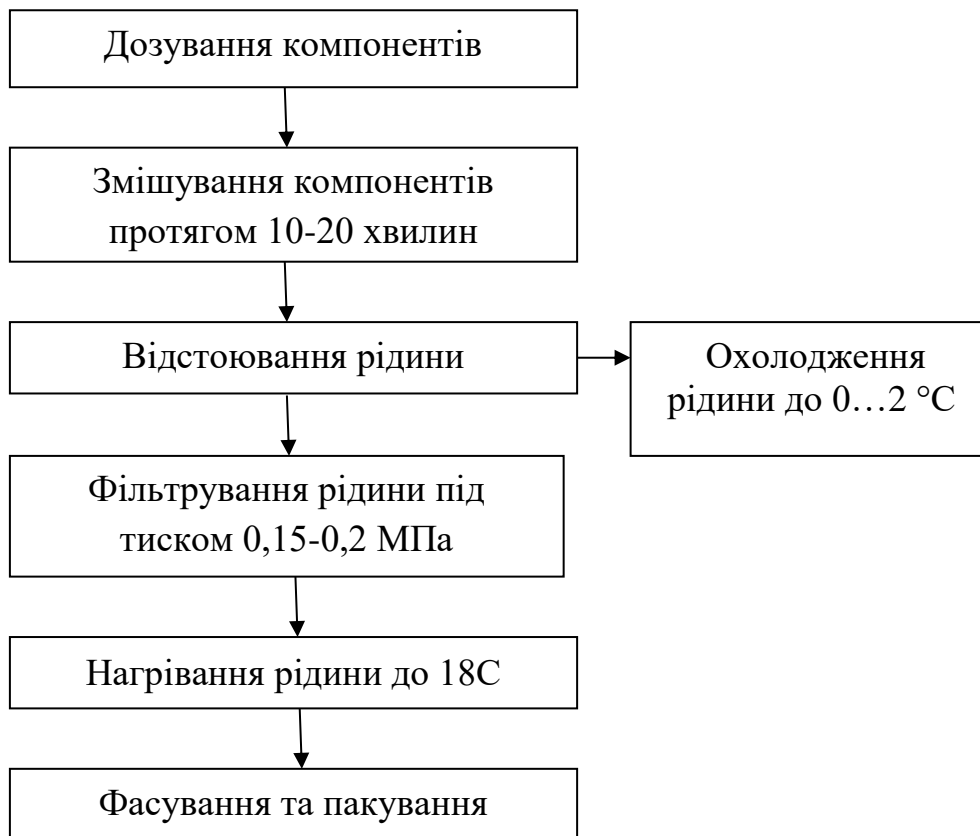 Дозування компонентів
Змішування компонентів
протягом 10-20 хвилин
Відстоювання рідини
Охолодження
рідини до 0…2 °С
Фільтрування рідини під
тиском 0,15-0,2 МПа
Нагрівання рідини до 18С
Фасування та пакування